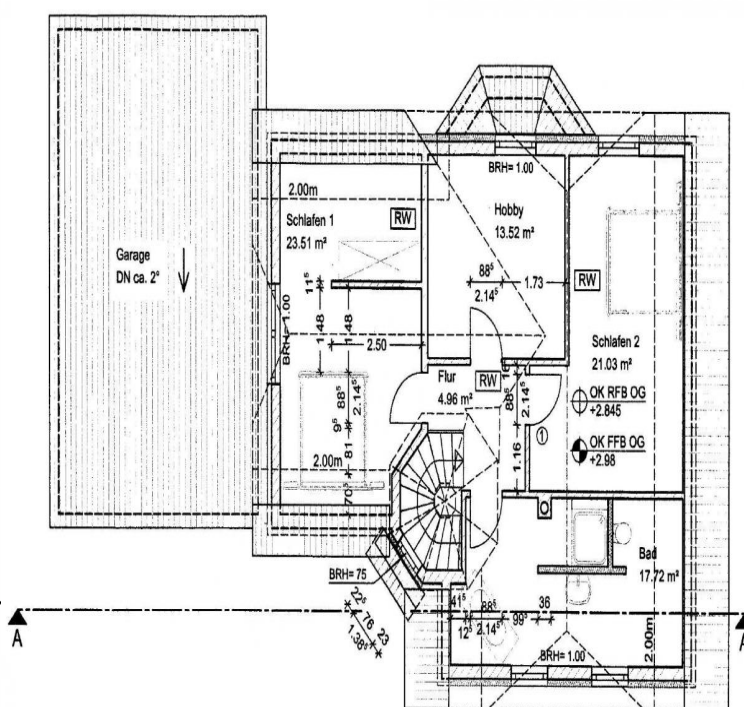 BRH= 1.00
2.00m
Schlafen 1
23.51 m²
RW
Hobby
13.52 m²
Garage
DN ca. 2°
88⁵
2.14⁵
1.73
RW
11⁵
BRH= 1.00
1.48
1.48
2.50
Schlafen 2
21.03 m²
Flur
4.96 m²
RW
16
88⁵
2.14⁵
88⁵
2.14⁵
OK RFB OG
+2.845
9⁵
81
1
1.16
OK FFB OG
+2.98
2.00m
70⁵
Bad
17.72 m²
BRH= 75
41⁵
88⁵
36
12⁵
2.14⁵
99⁵
A
A
22⁵
76
23
1.38⁵
BRH= 1.00
2.00m